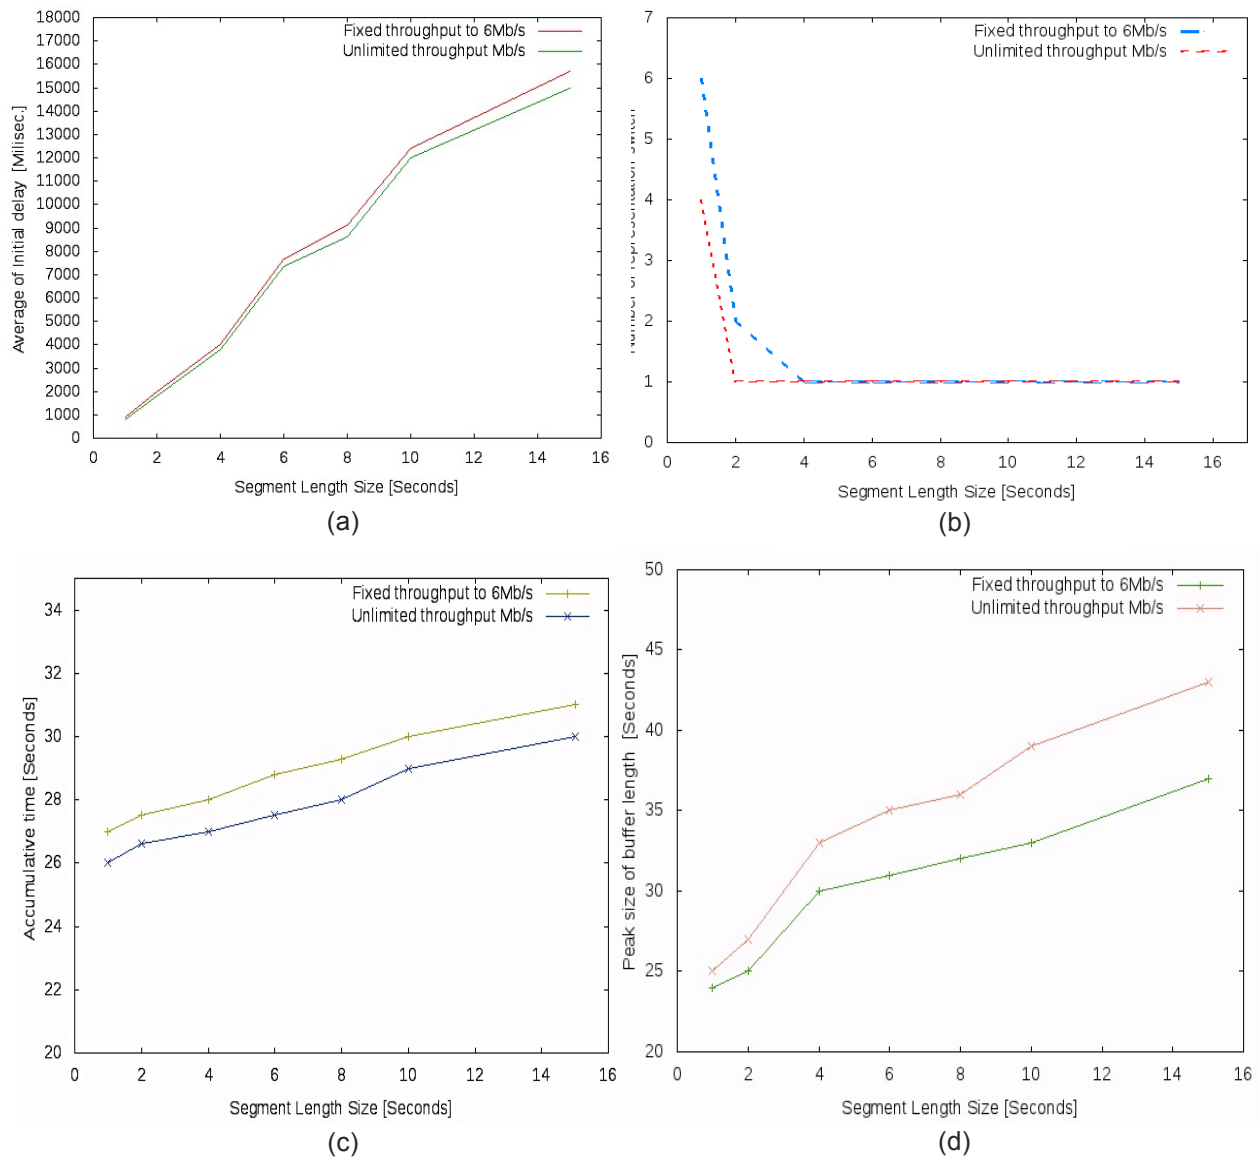 18000
17000
16000
15000
14000
13000
12000
11000
10000
9000
8000
7000
6000
5000
4000
3000
2000
1000
0
Average of Initial delay [Milisec.]
Fixed throughput to 6Mb/s
Unlimited throughput Mb/s
0 2 4 6 8 10 12 14 16
Segment Length Size [Seconds]
(a)
7
6
5
4
3
2
1
0
Number of representation switch
Fixed throughput to 6Mb/s
Unlimited throughput Mb/s
0 2 4 6 8 10 12 14 16
Segment Length Size [Seconds]
(b)
34
32
30
28
26
24
22
20
Accumulative time [Seconds]
Fixed throughput to 6Mb/s
Unlimited throughput Mb/s
0 2 4 6 8 10 12 14 16
Segment Length Size [Seconds]
(c)
50
45
40
35
30
25
20
Peak size of buffer length [Seconds]
Fixed throughput to 6Mb/s
Unlimited throughput Mb/s
0 2 4 6 8 10 12 14 16
Segment Length Size [Seconds]
(d)